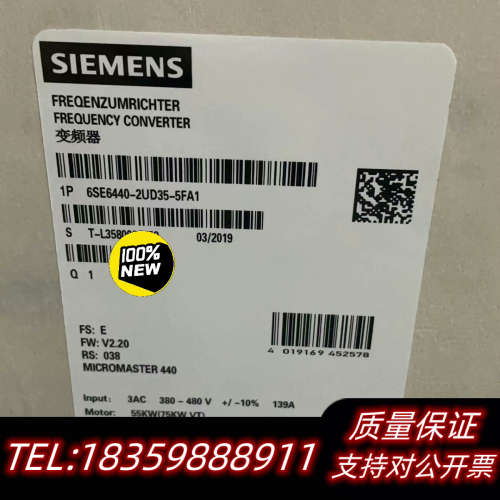 SIEMENS
FREQENZUMRICHTER
FREQUENCY CONVERTER
变频器
1P 6SE6440-2UD35-5FA1
S 03/2019
Q 1
100%
NEW
FS: E
FW: V2.20
RS: 038
MICROMASTER 440
4 019169 452578
Input: 3AC 380 - 480 V +/-10% 139A
Motor: 55KW(75KW VT)
TEL:18359888911
质量保证
支持对公开票